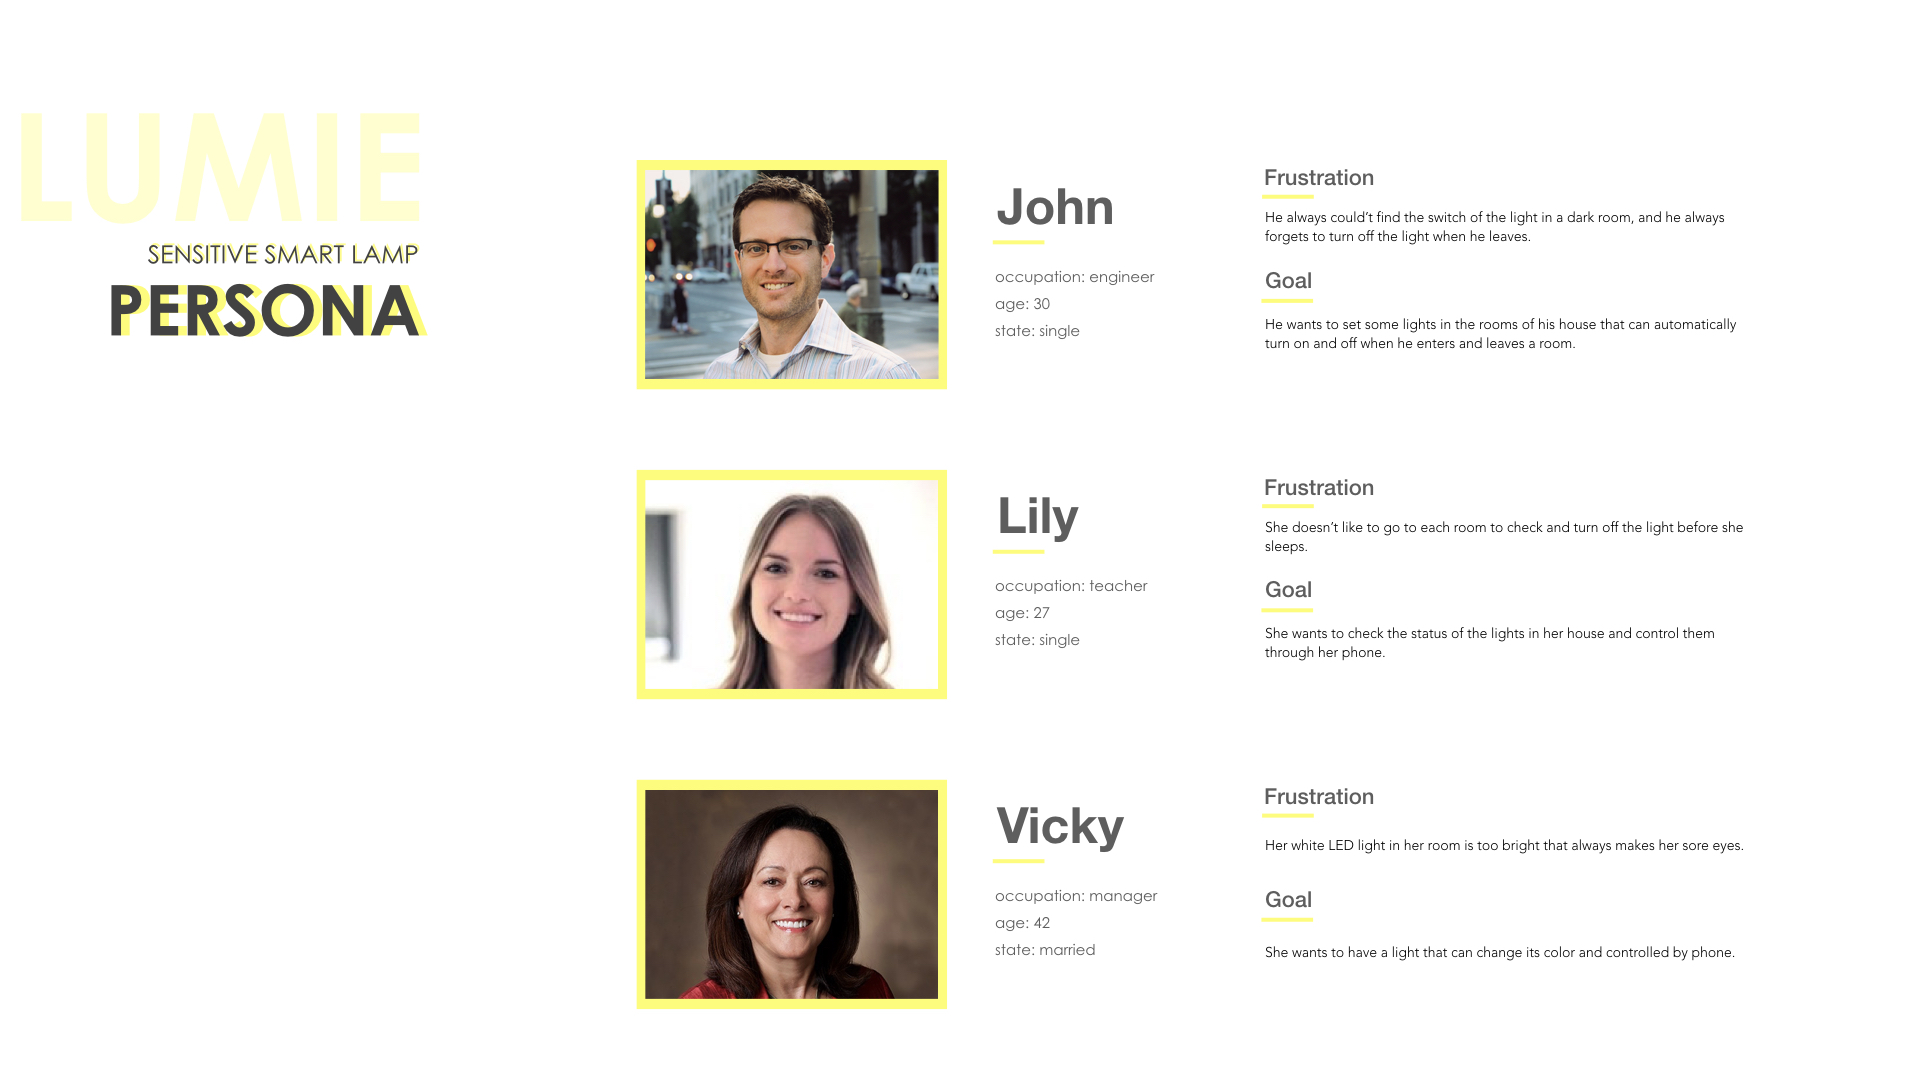 LUMIE
SENSITIVE SMART LAMP
PERSONA
John
occupation: engineer
age: 30
state: single
Frustration
He always could’t find the switch of the light in a dark room, and he always
forgets to turn off the light when he leaves.
Goal
He wants to set some lights in the rooms of his house that can automatically
turn on and off when he enters and leaves a room.
Lily
occupation: teacher
age: 27
state: single
Frustration
She doesn’t like to go to each room to check and turn off the light before she
sleeps.
Goal
She wants to check the status of the lights in her house and control them
through her phone.
Vicky
occupation: manager
age: 42
state: married
Frustration
Her white LED light in her room is too bright that always makes her sore eyes.
Goal
She wants to have a light that can change its color and controlled by phone.